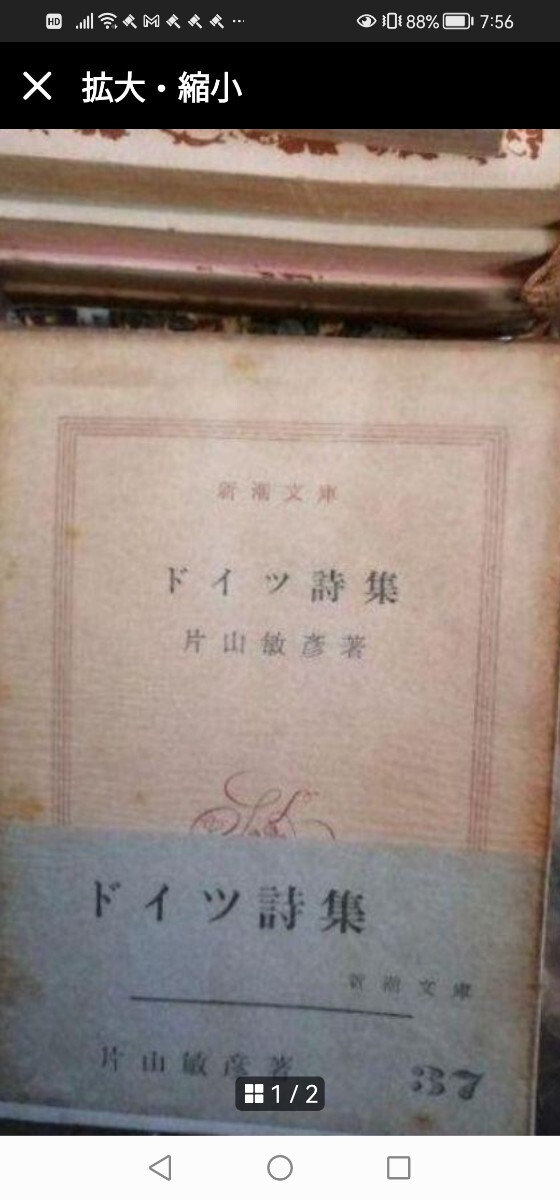 HD 88% 7:56
拡大・縮小
新潮文庫
ドイツ詩集
片山敏彦著
ドイツ詩集
新潮文庫
片山敏彦著
37
1 / 2